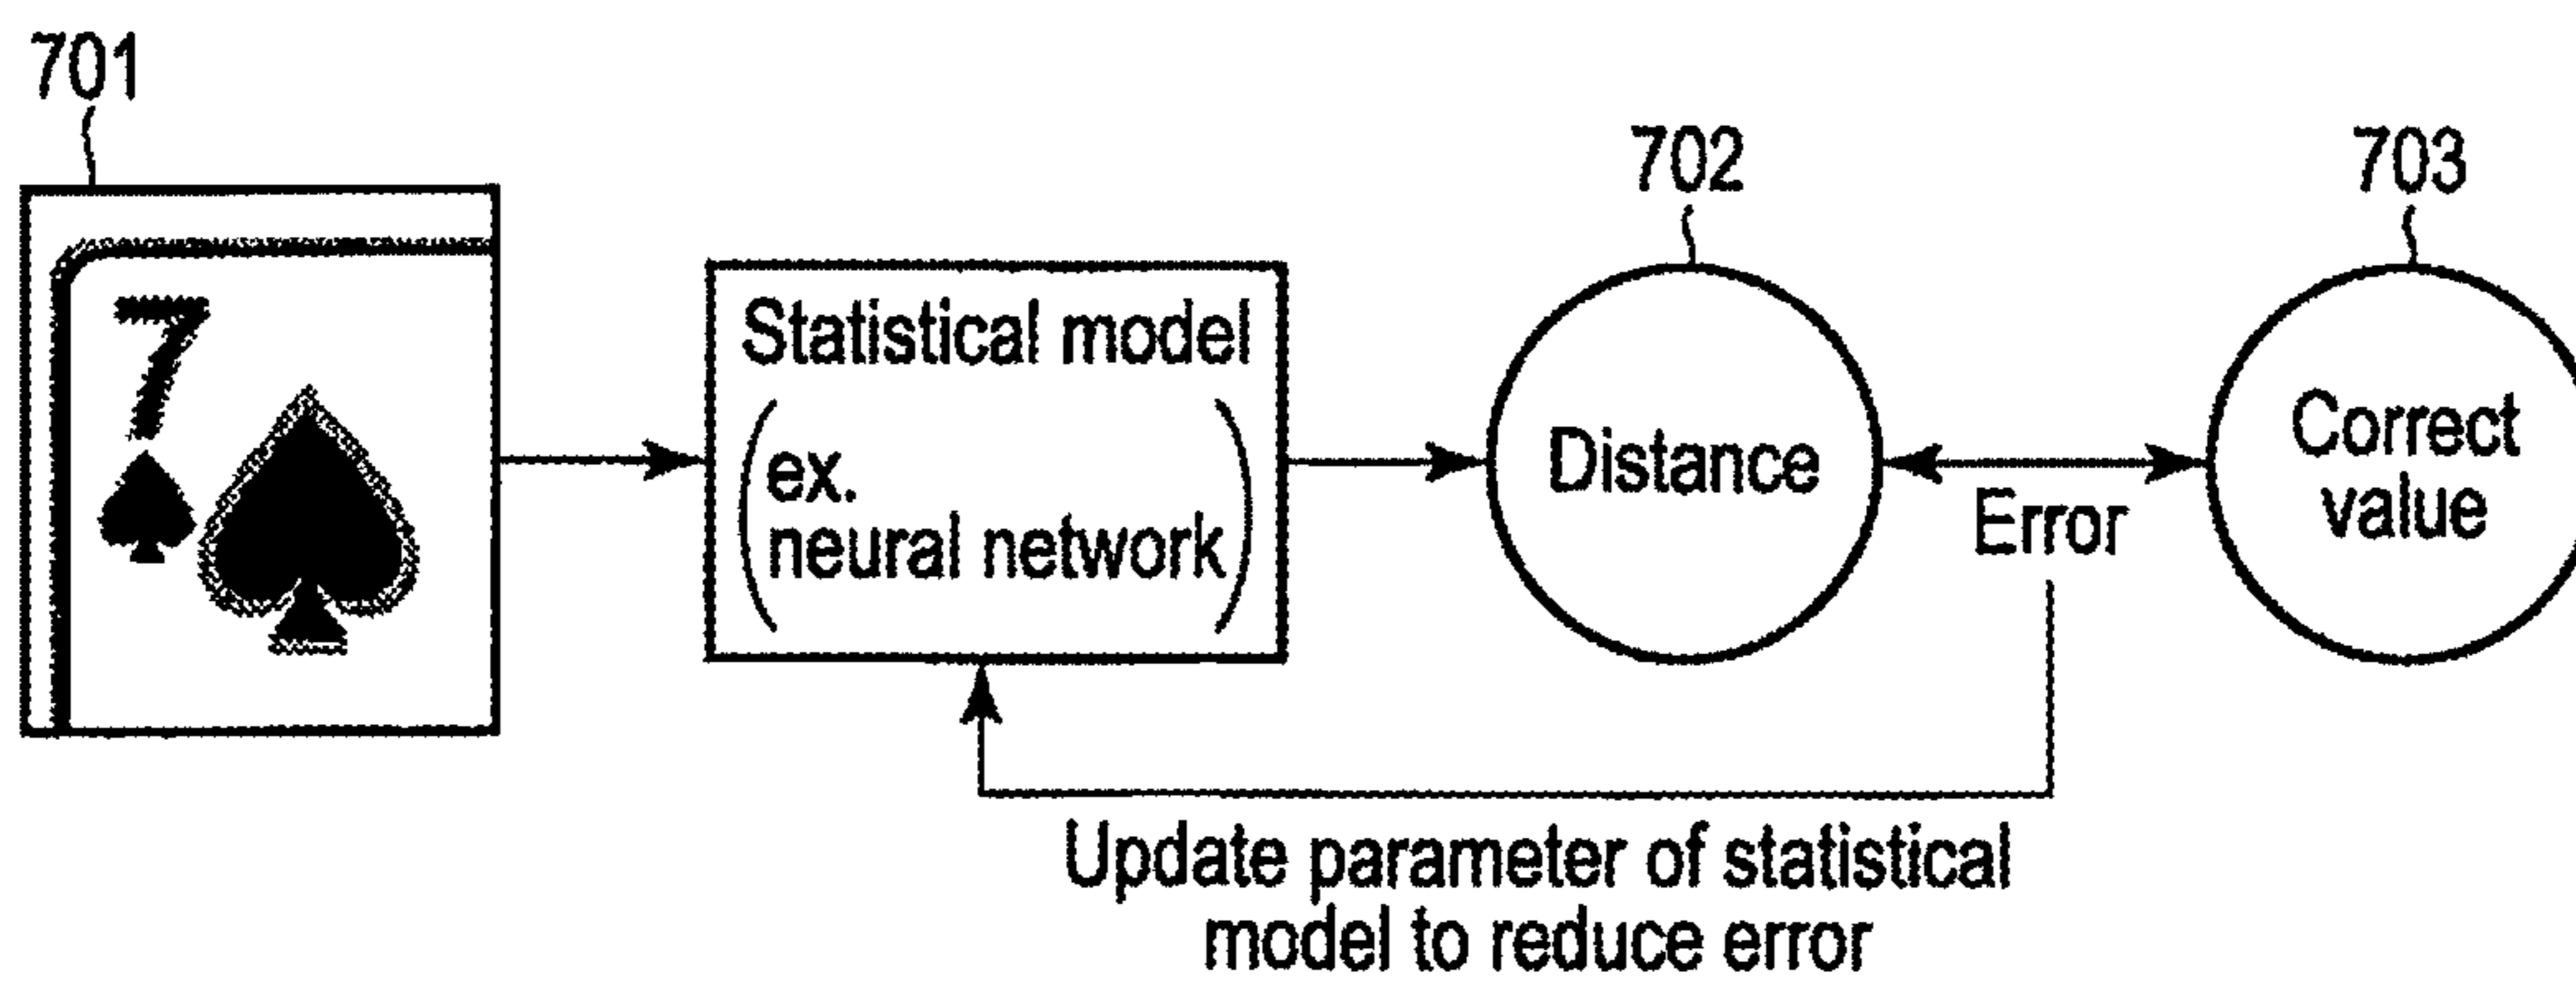 701
702
703
7
Statistical model
(ex.
neural network)
Distance
Error
Correct
value
Update parameter of statistical
model to reduce error